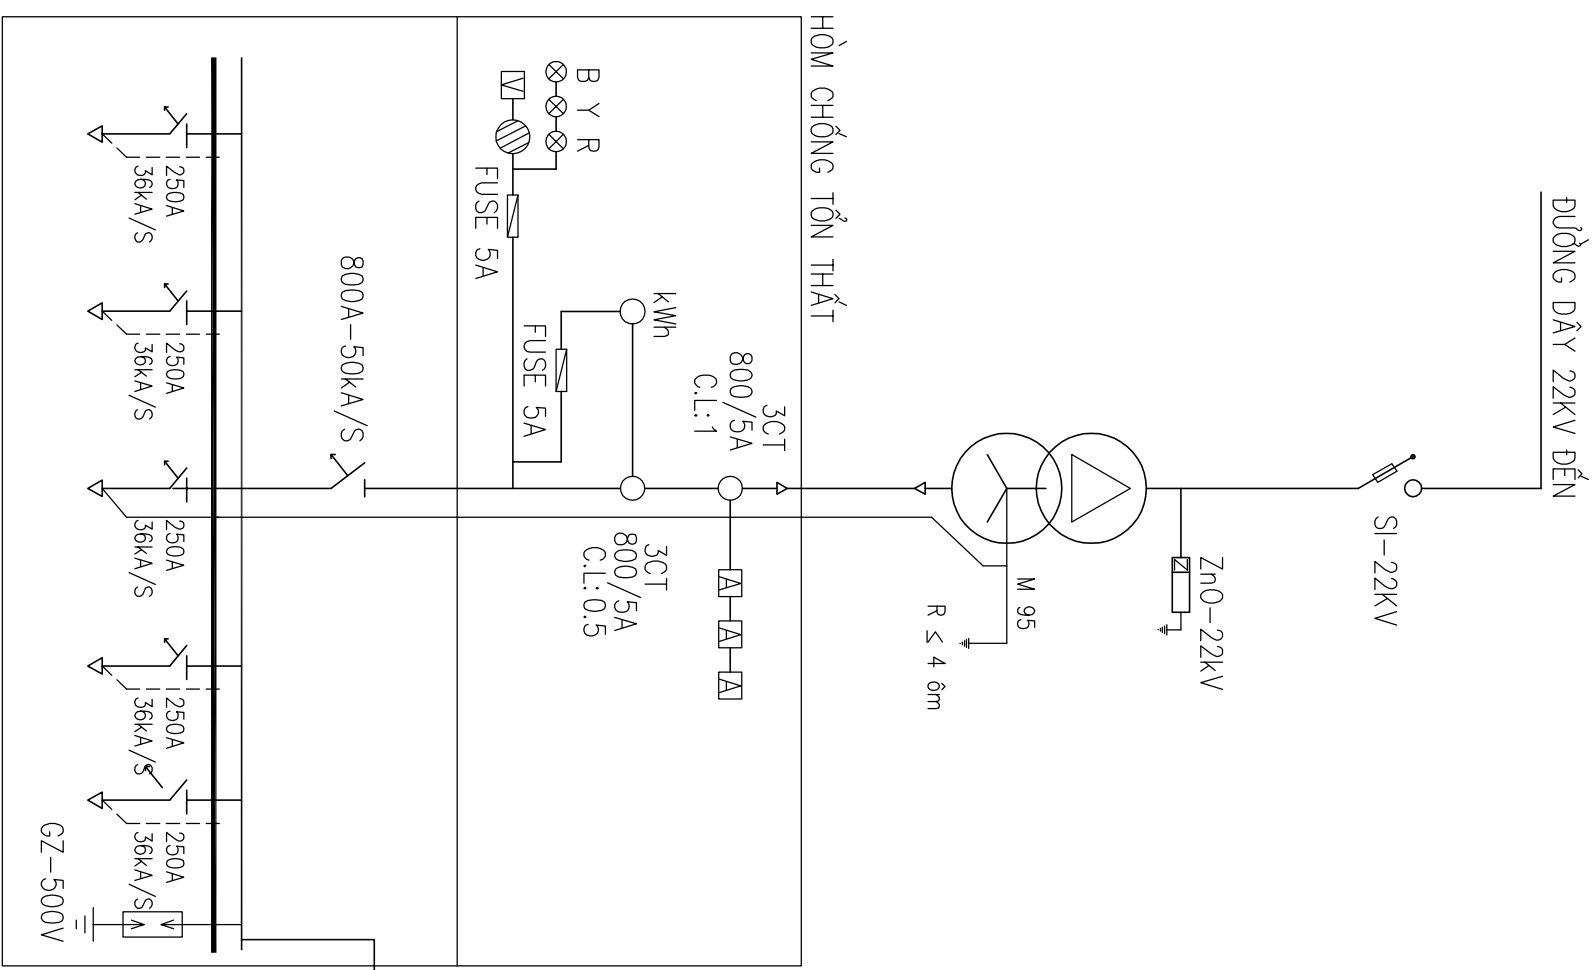 ĐƯỜNG DÂY 22KV ĐẾN
SI-22KV
ZnO-22kV
M 95
R ≤ 4 ôm
HÒM CHỐNG TỔN THẤT
3CT
800/5A
C.L:1
kWh
3CT
800/5A
C.L:0.5
B Y R
V
A
A
A
FUSE 5A
FUSE 5A
800A-50kA/S
250A
36kA/S
250A
36kA/S
250A
36kA/S
250A
36kA/S
250A
36kA/S
GZ-500V